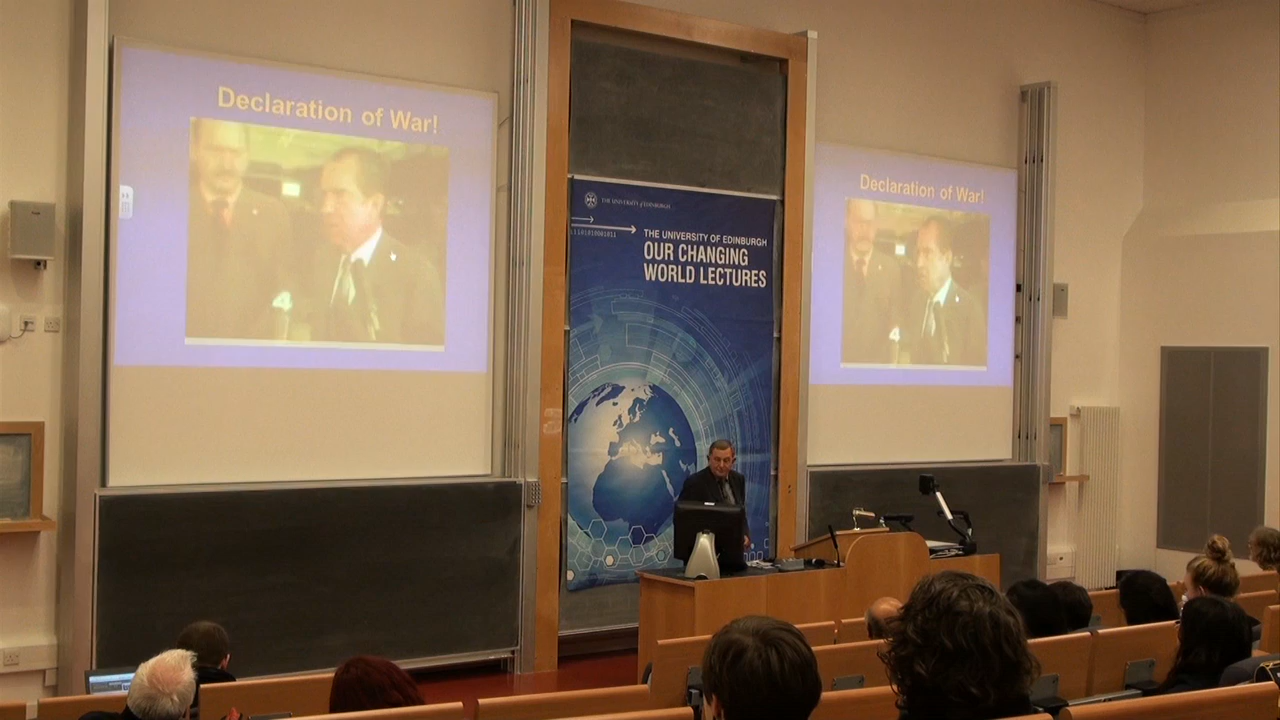 Declaration of War!
THE UNIVERSITY of EDINBURGH
THE UNIVERSITY OF EDINBURGH
OUR CHANGING
WORLD LECTURES
Declaration of War!